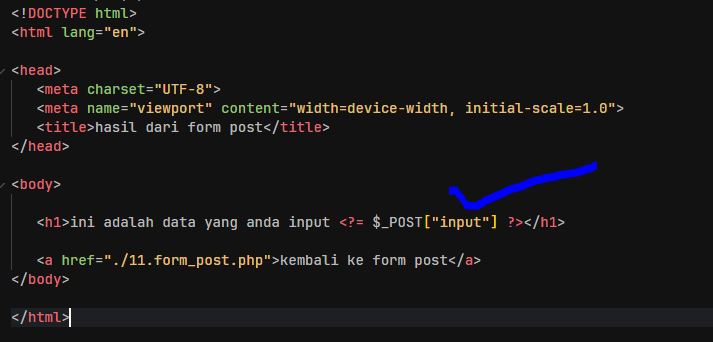 <!DOCTYPE html>
<html lang="en">
<head>
<meta charset="UTF-8">
<meta name="viewport" content="width=device-width, initial-scale=1.0">
<title>hasil dari form post</title>
</head>
<body>
<h1>ini adalah data yang anda input <?= $_POST["input"] ?></h1>
<a href="./11.form_post.php">kembali ke form post</a>
</body>
</html>